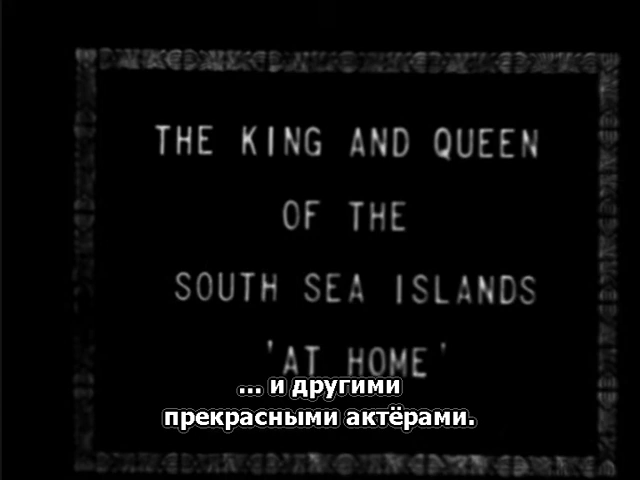 THE KING AND QUEEN
OF THE
SOUTH SEA ISLANDS
'AT HOME'
... и другими
прекрасными актёрами.